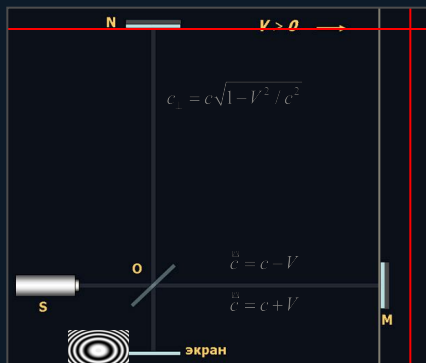 N
V > 0
c⊥ = c√1 − V² / c²
O
c = c − V
S
c = c + V
M
экран